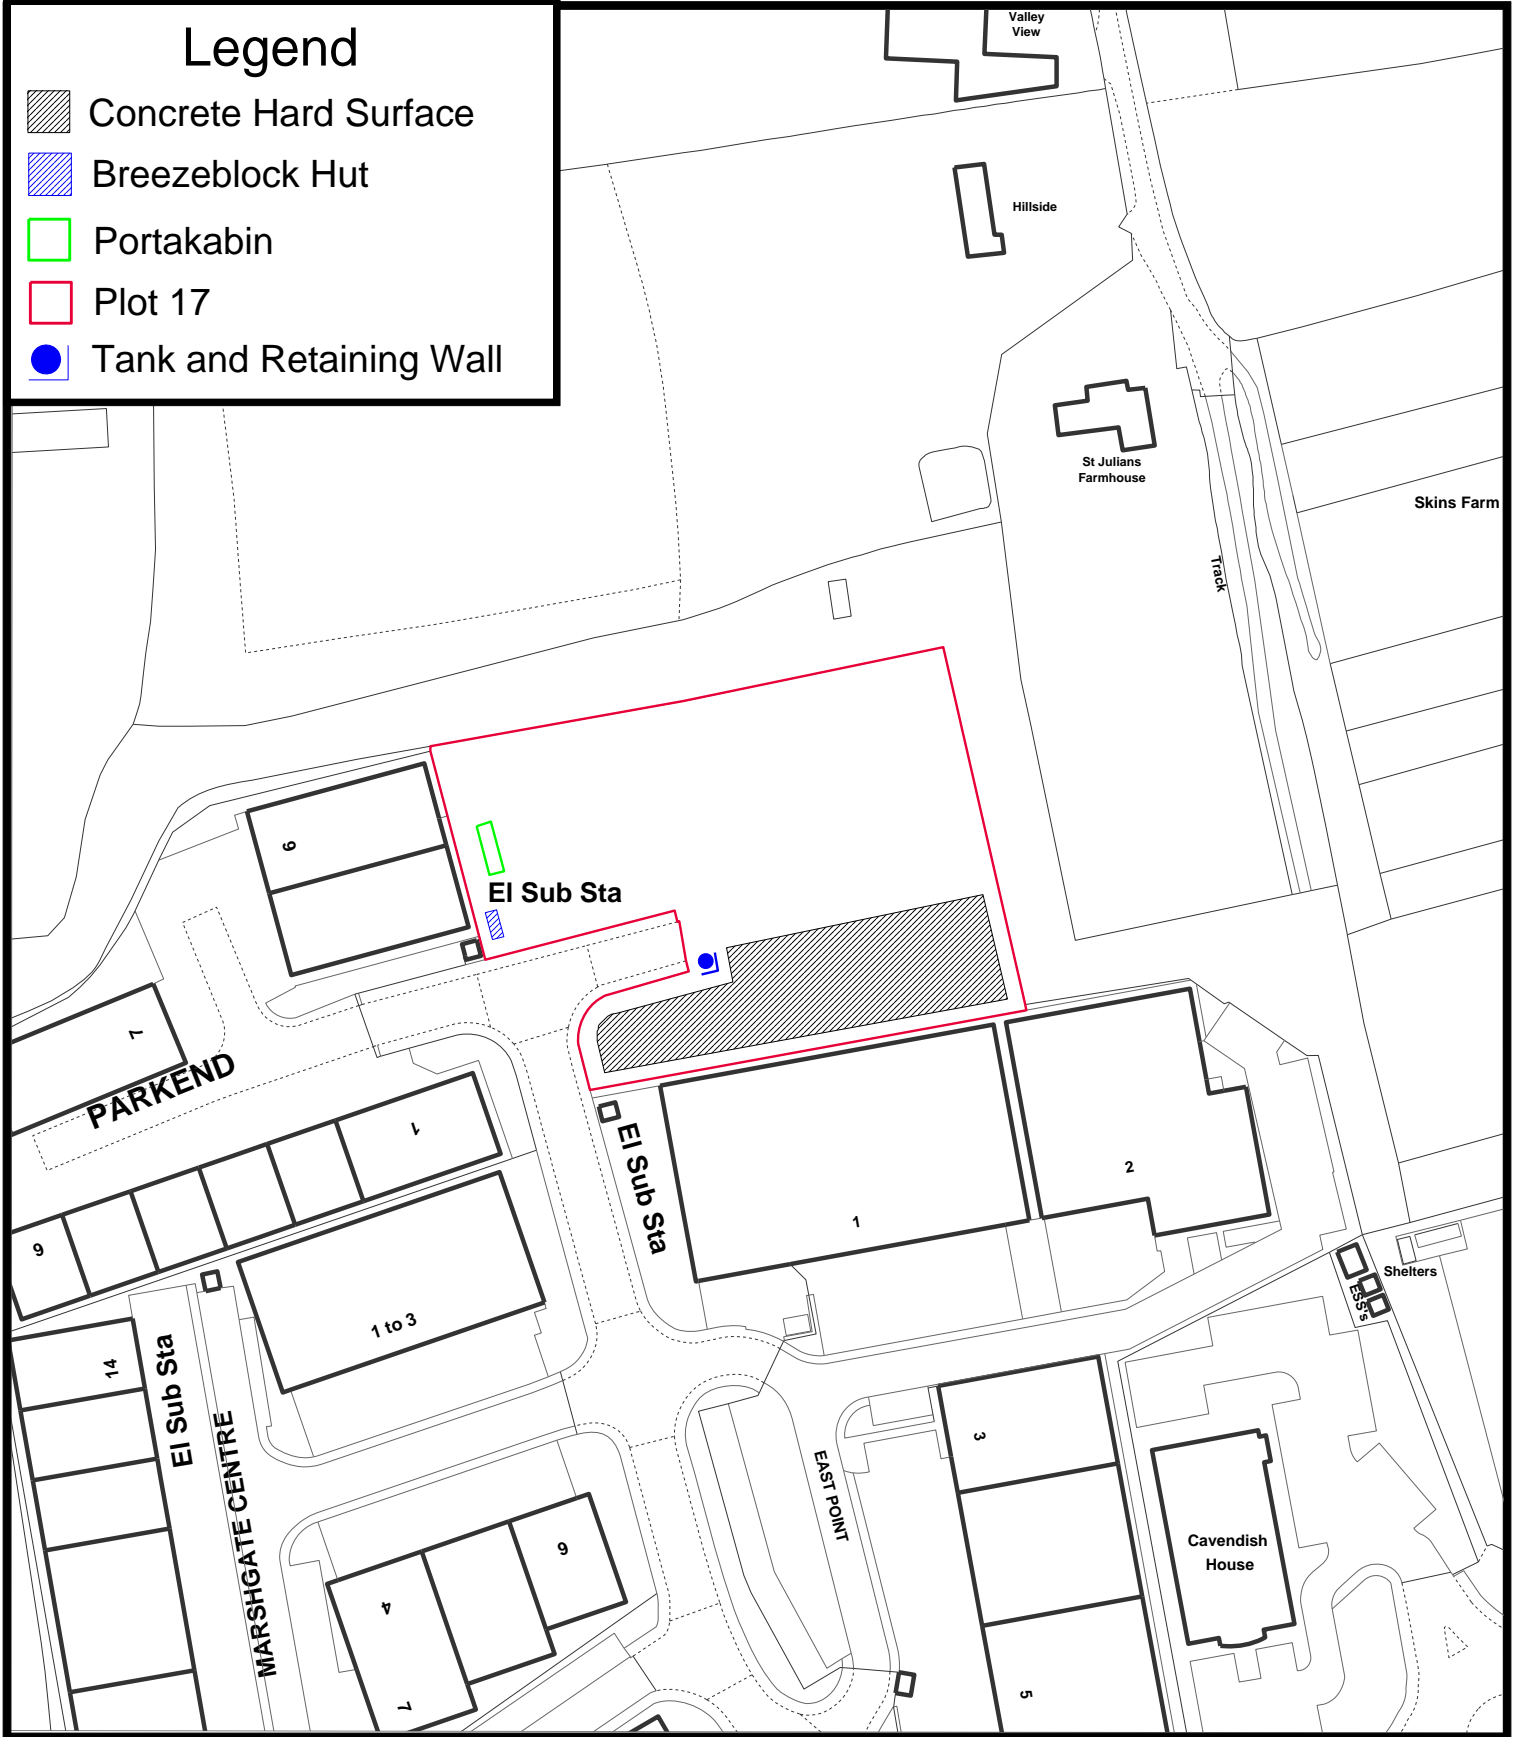 Legend
Concrete Hard Surface
Breezeblock Hut
Portakabin
Plot 17
Tank and Retaining Wall
Valley
View
Hillside
St Julians
Farmhouse
Skins Farm
Track
9
El Sub Sta
7
PARKEND
1
El Sub Sta
2
1
9
Shelters
ESS's
1 to 3
14
El Sub Sta
MARSHGATE CENTRE
3
EAST POINT
Cavendish
House
9
4
7
5